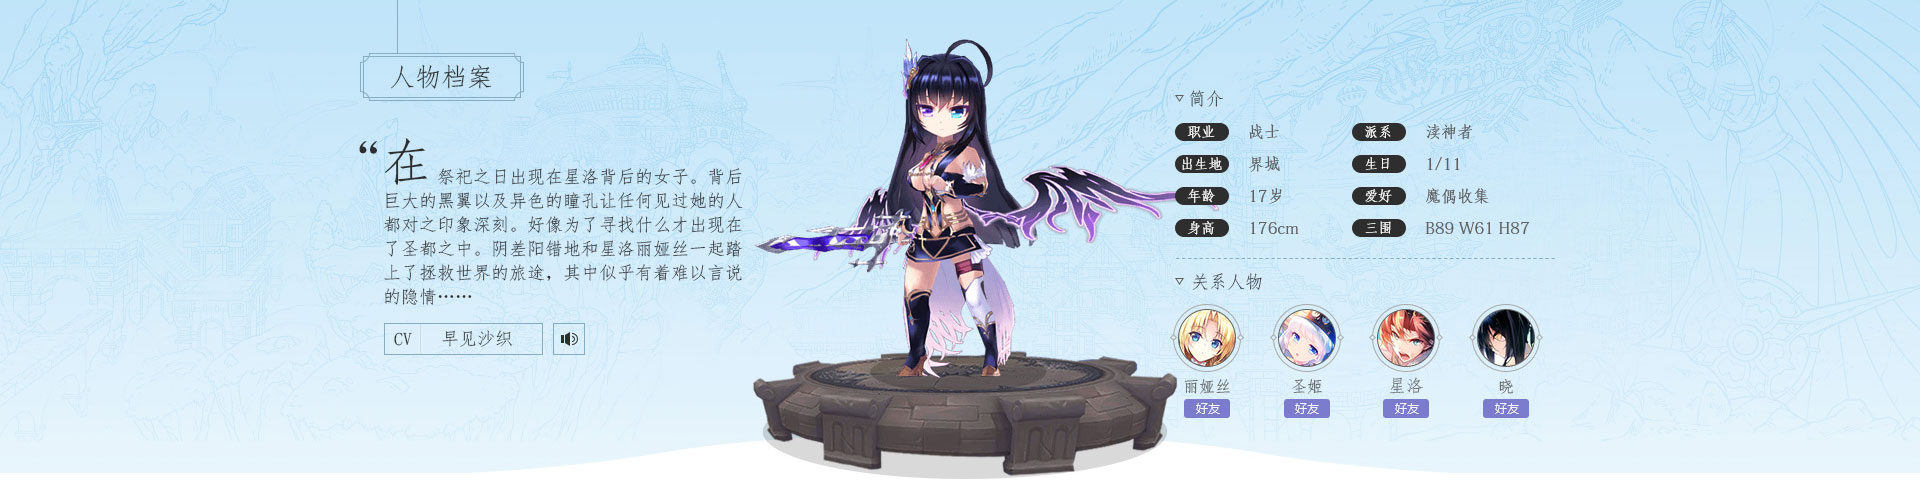 人物档案
“在祭祀之日出现在星洛背后的女子。背后
巨大的黑翼以及异色的瞳孔让任何见过她的人
都对之印象深刻。好像为了寻找什么才出现在
了圣都之中。阴差阳错地和星洛丽娅丝一起踏
上了拯救世界的旅途，其中似乎有着难以言说
的隐情……
CV 早见沙织
简介
职业 战士 派系 渎神者
出生地 界城 生日 1/11
年龄 17岁 爱好 魔偶收集
身高 176cm 三围 B89 W61 H87
关系人物
丽娅丝 圣姬 星洛 晓
好友 好友 好友 好友